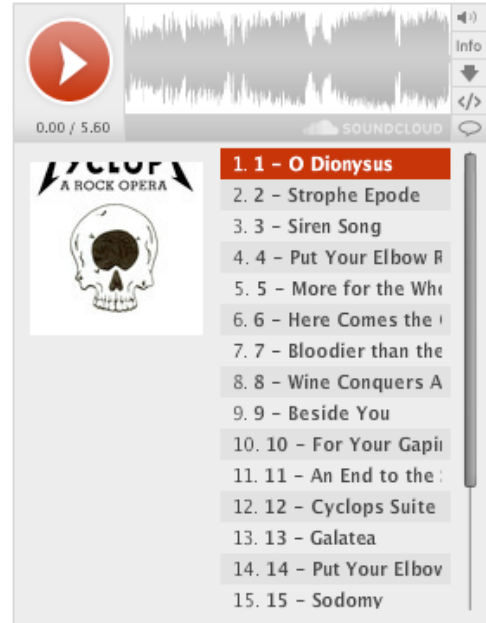 Info
</>
0.00 / 5.60
SOUNDCLOUD
A ROCK OPERA
1. 1 – O Dionysus
2. 2 – Strophe Epode
3. 3 – Siren Song
4. 4 – Put Your Elbow R
5. 5 – More for the
6. 6 – Here Comes the
7. 7 – Bloodier than the
8. 8 – Wine Conquers A
9. 9 – Beside You
10. 10 – For Your
11. 11 – An End to the
12. 12 – Cyclops Suite
13. 13 – Galatea
14. 14 – Put Your
15. 15 – Sodomy